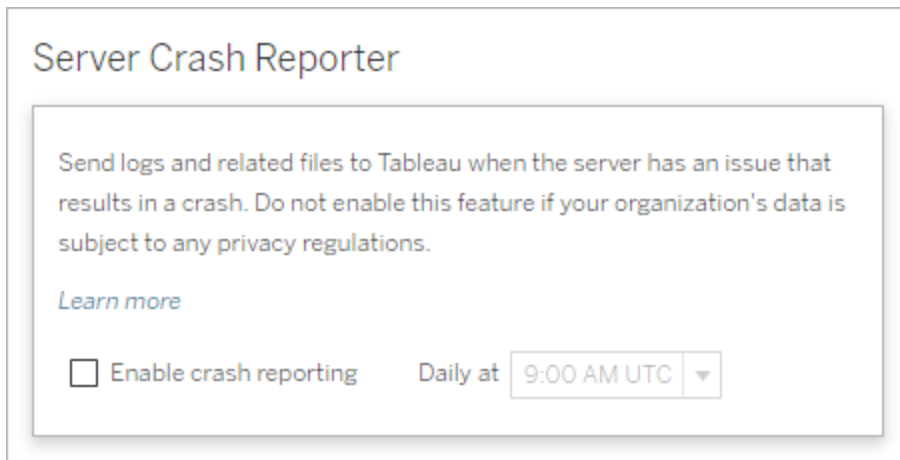 Server Crash Reporter
Send logs and related files to Tableau when the server has an issue that
results in a crash. Do not enable this feature if your organization's data is
subject to any privacy regulations.
Learn more
Enable crash reporting Daily at 9:00 AM UTC